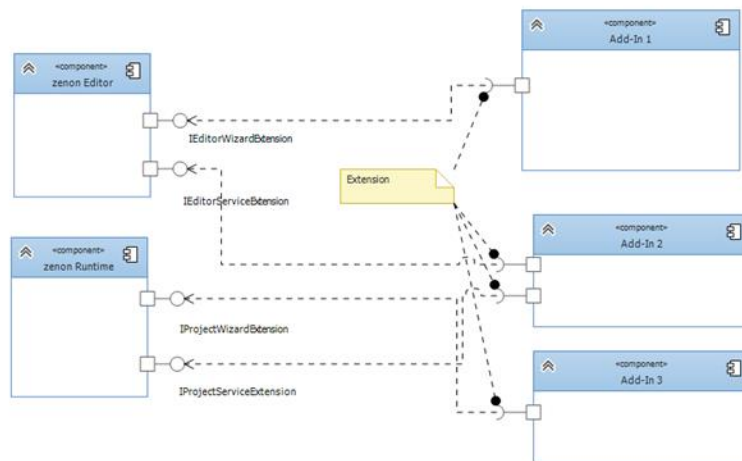 «component»
zenon Editor
IEditorWizardExtension
IEditorServiceExtension
«component»
zenon Runtime
IProjectWizardExtension
IProjectServiceExtension
Extension
«component»
Add-In 1
«component»
Add-In 2
«component»
Add-In 3